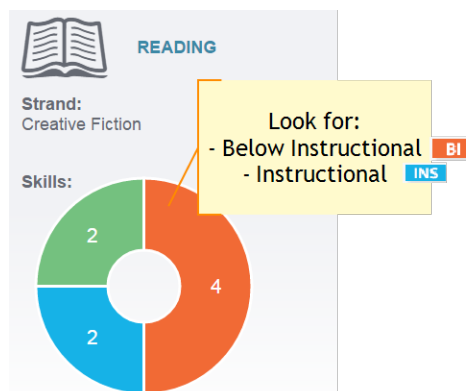 READING
Strand:
Creative Fiction
Look for:
- Below Instructional BI
- Instructional INS
Skills:
2
4
2